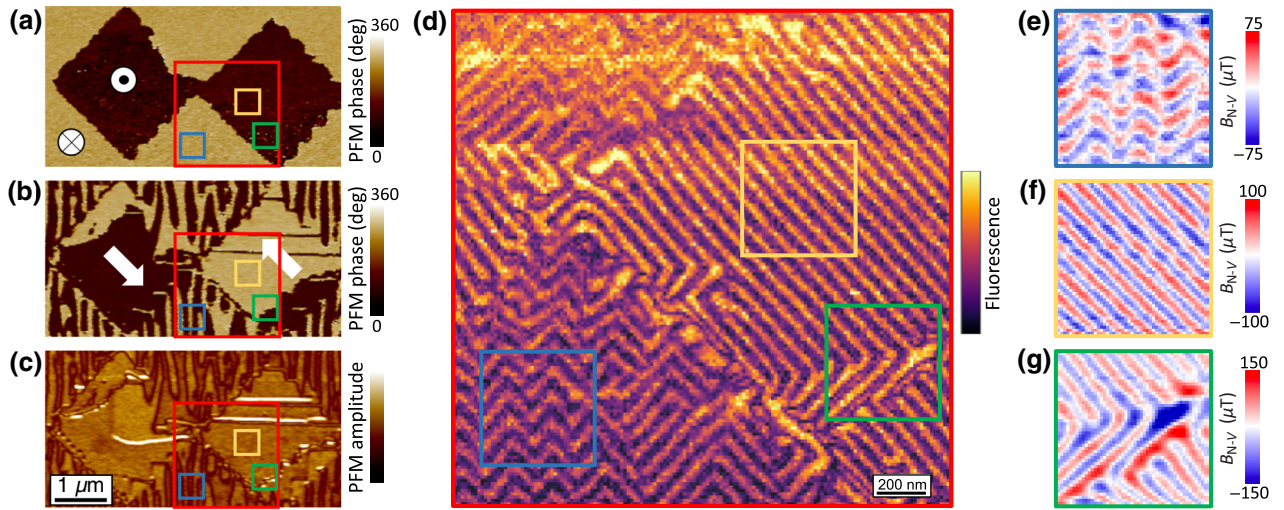 (a)
360
PFM phase (deg)
0
(b)
360
PFM phase (deg)
0
(c)
PFM amplitude
1 µm
(d)
200 nm
Fluorescence
(e)
75
B_N-V (µT)
−75
(f)
100
B_N-V (µT)
−100
(g)
150
B_N-V (µT)
−150